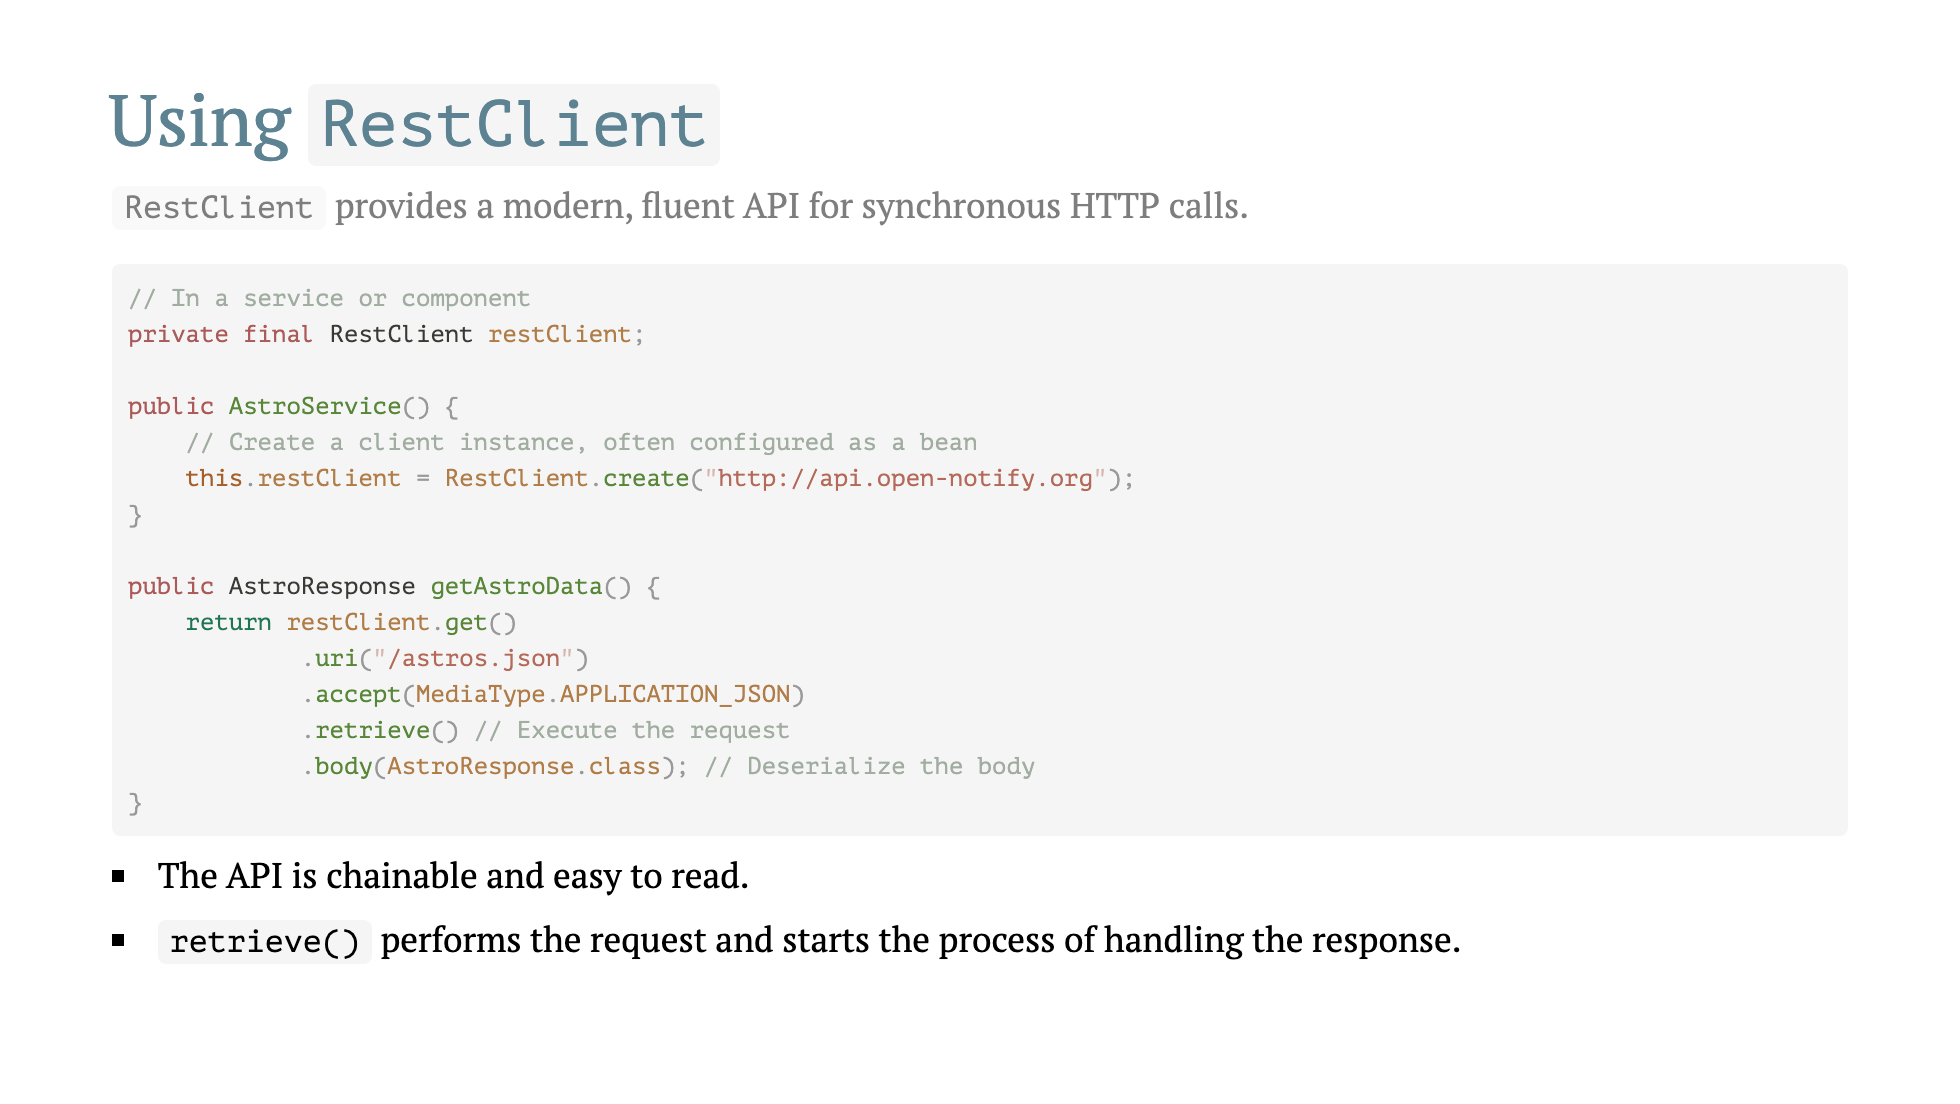 Using RestClient
RestClient provides a modern, fluent API for synchronous HTTP calls.
// In a service or component
private final RestClient restClient;
public AstroService() {
    // Create a client instance, often configured as a bean
    this.restClient = RestClient.create("http://api.open-notify.org");
}
public AstroResponse getAstroData() {
    return restClient.get()
            .uri("/astros.json")
            .accept(MediaType.APPLICATION_JSON)
            .retrieve() // Execute the request
            .body(AstroResponse.class); // Deserialize the body
}
▪ The API is chainable and easy to read.
▪ retrieve() performs the request and starts the process of handling the response.